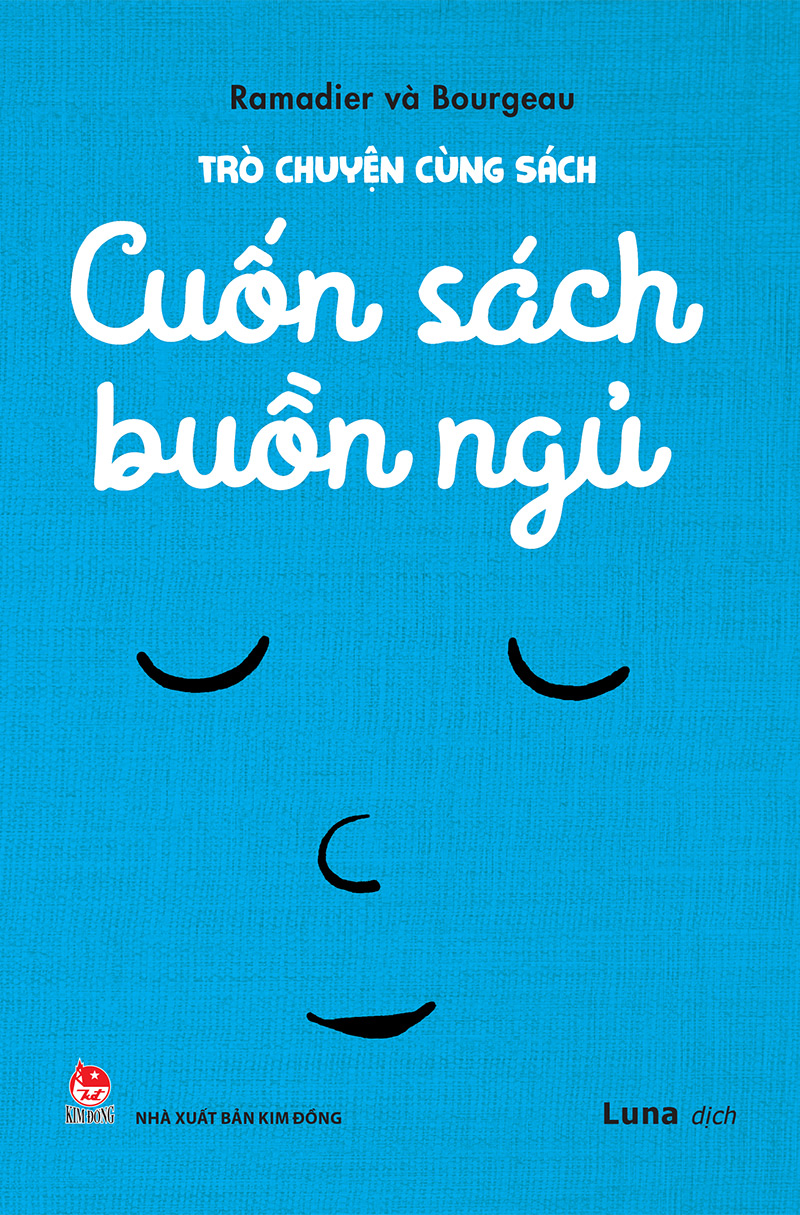 Ramadier và Bourgeau
TRÒ CHUYỆN CÙNG SÁCH
Cuốn sách
buồn ngủ
KIM ĐỒNG
NHÀ XUẤT BẢN KIM ĐỒNG
Luna dịch